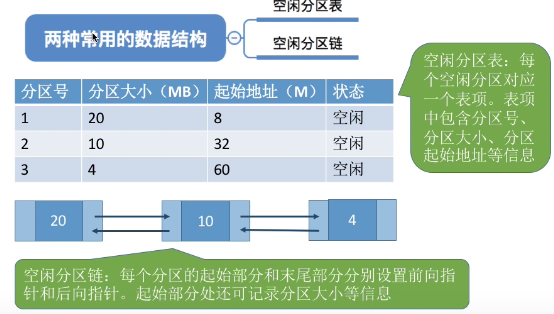 空闲分区表
两种常用的数据结构
空闲分区链
空闲分区表：每
个空闲分区对应
一个表项。表项
中包含分区号、
分区大小、分区
起始地址等信息
分区号 分区大小（MB） 起始地址（M） 状态
1 20 8 空闲
2 10 32 空闲
3 4 60 空闲
20 10 4
空闲分区链：每个分区的起始部分和末尾部分分别设置前向指
针和后向指针。起始部分处还可记录分区大小等信息